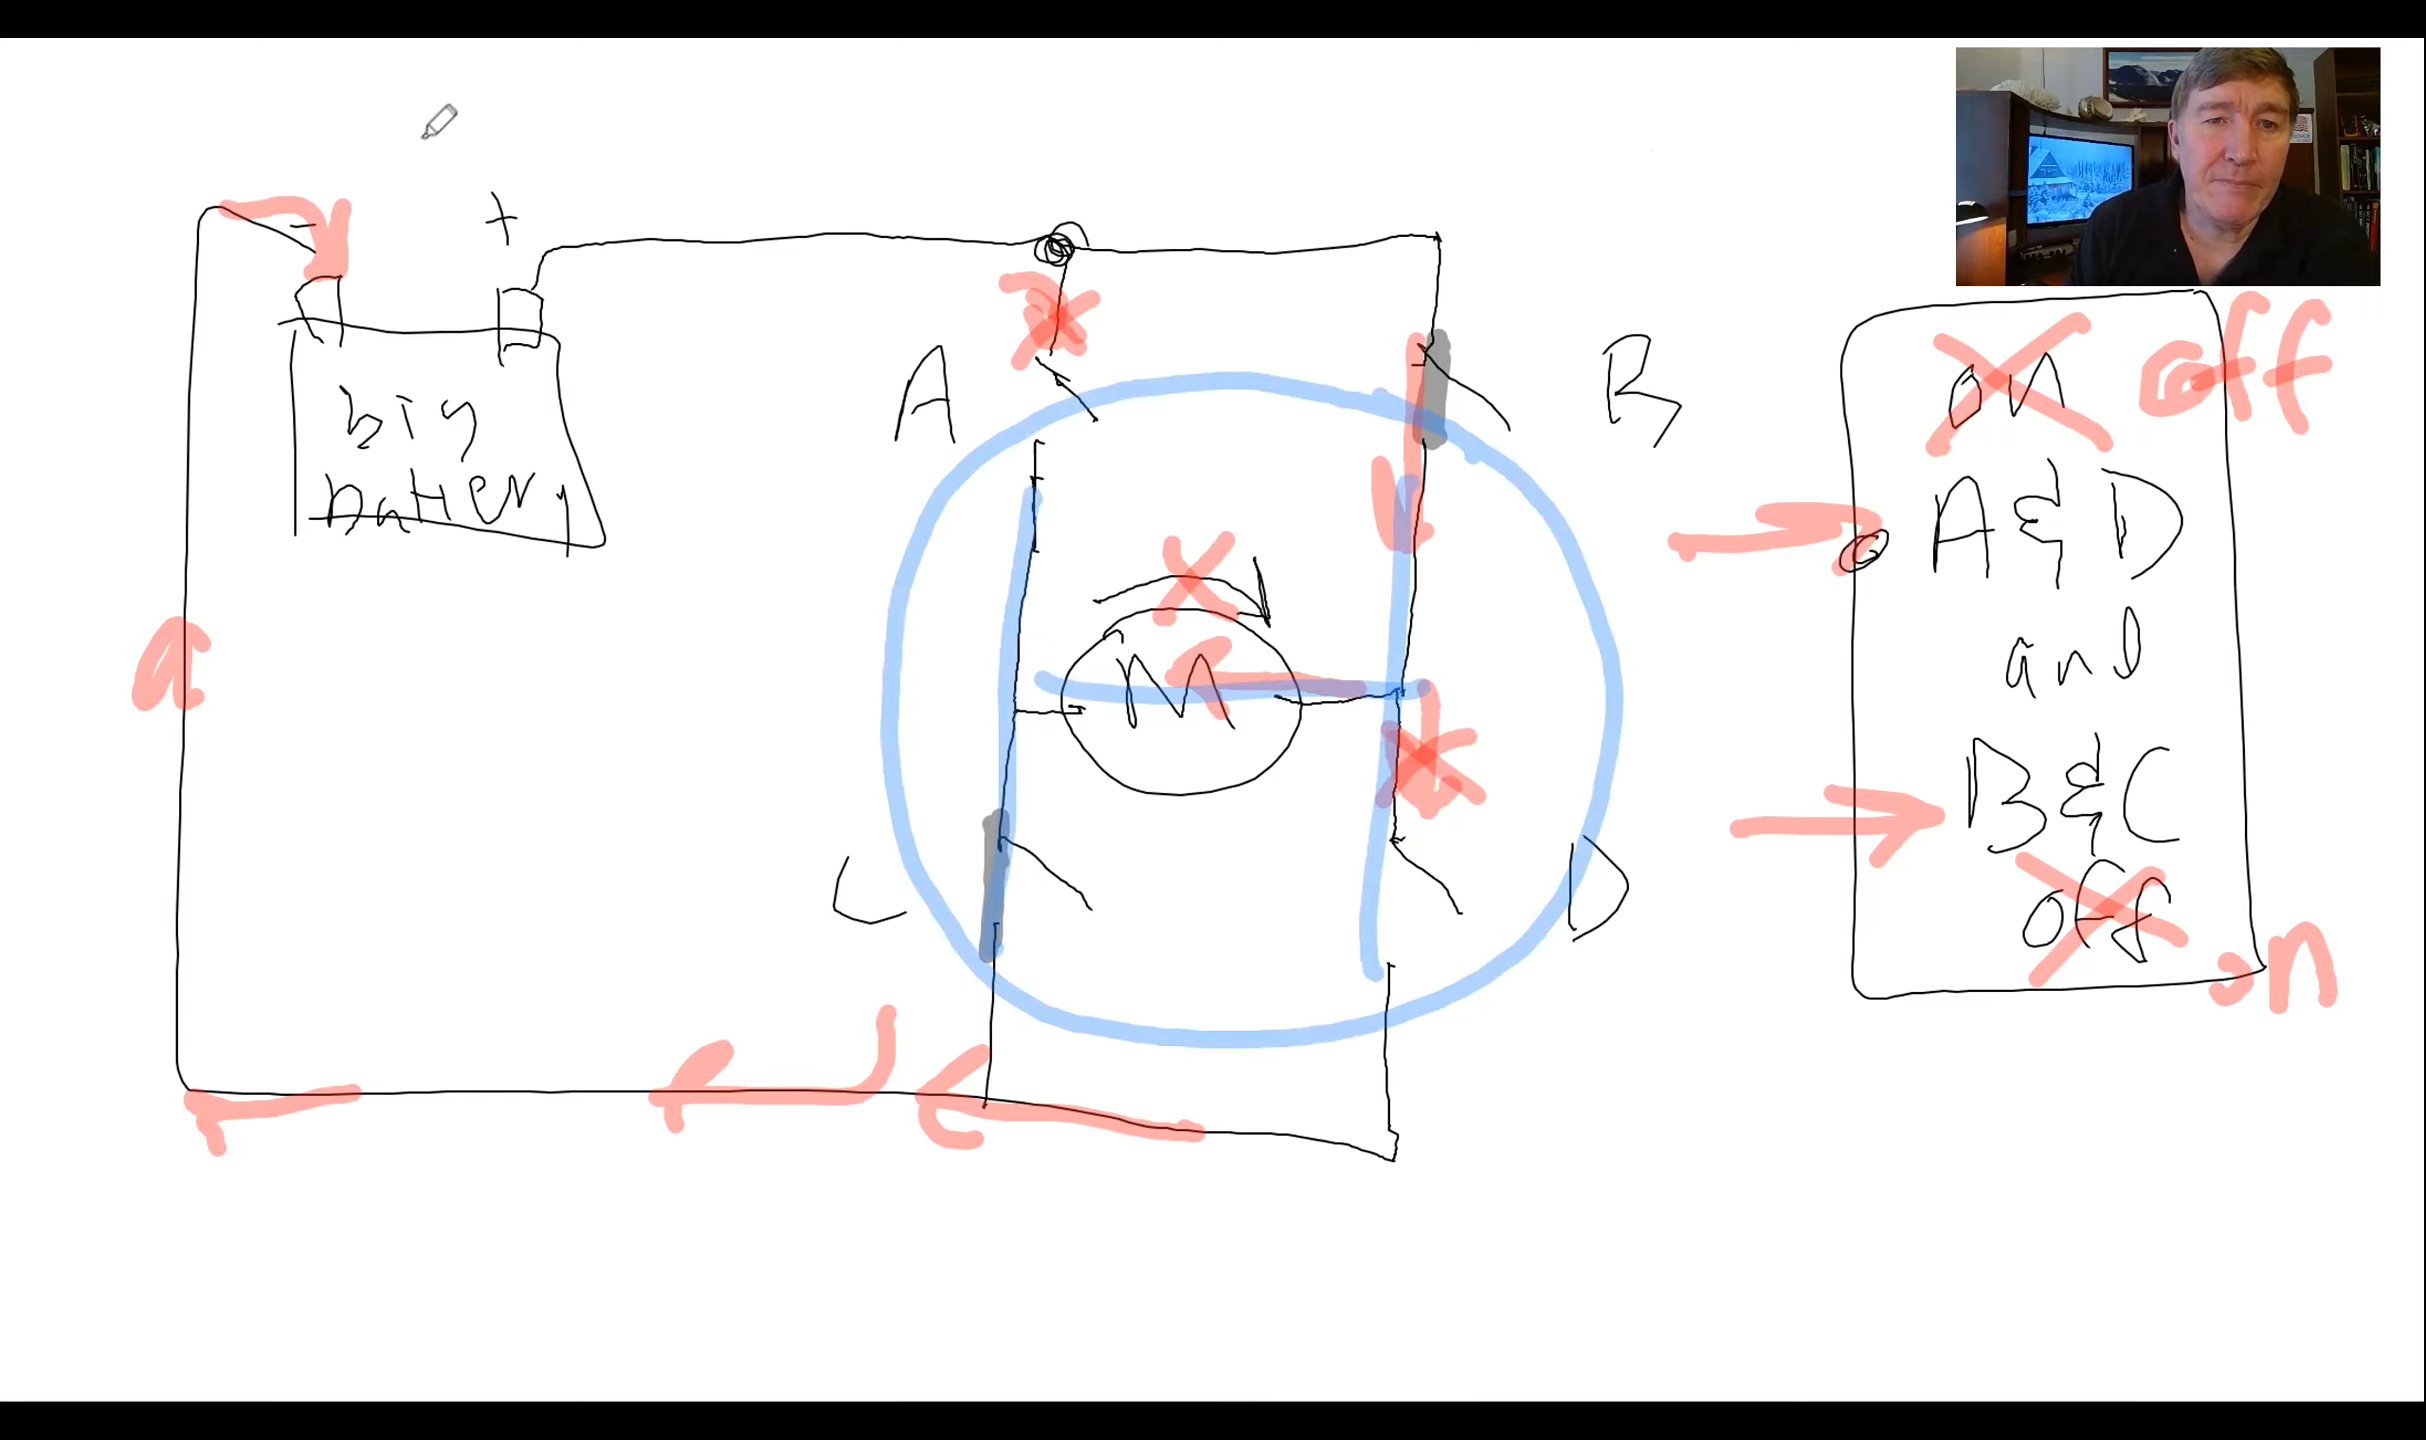 - +
big
battery
A
B
M
C
D
on off
A & D
and
B & C
off
on